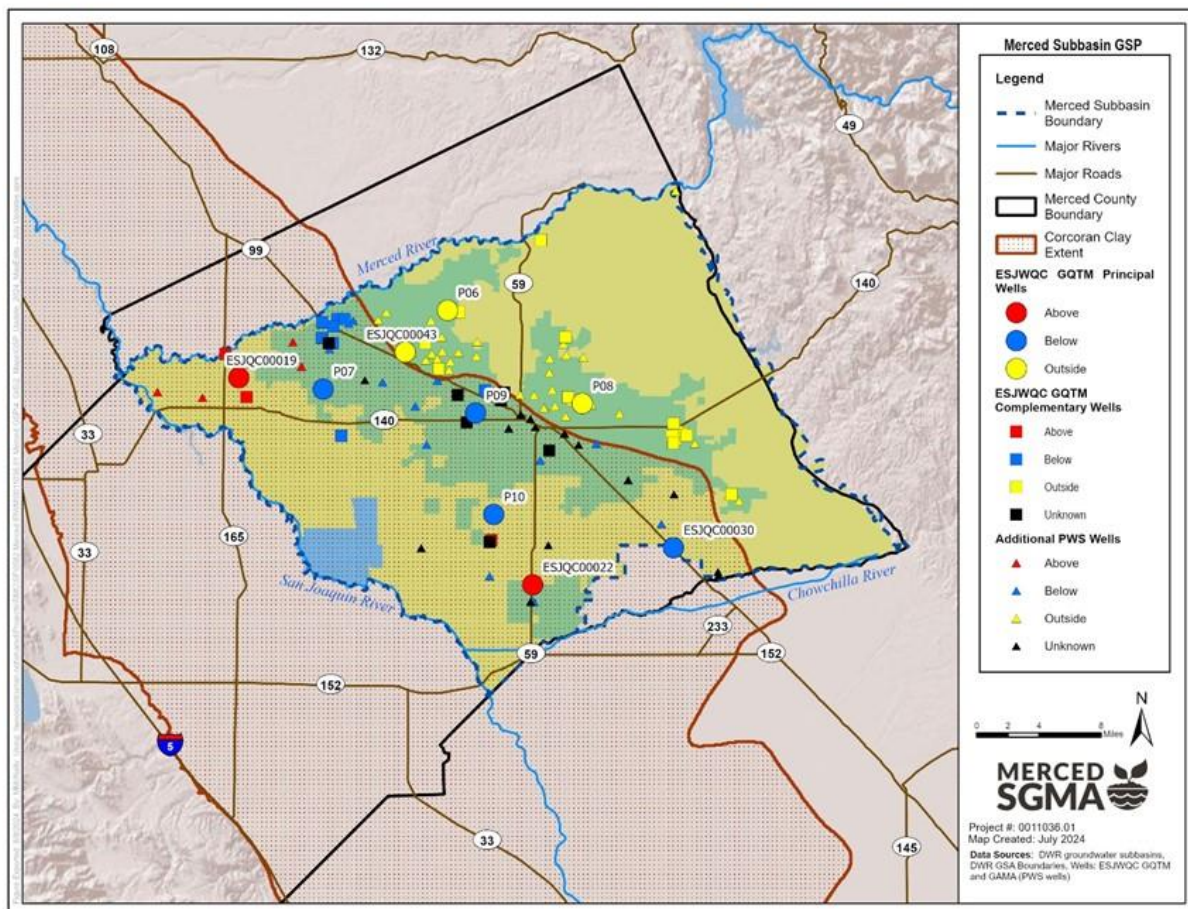 108
132
49
99
Merced River
59
140
P06
ESJQC00043
ESJQC00019
P07
P08
P09
140
33
P10
165
33
ESJQC00030
ESJQC00022
San Joaquin River
Chowchilla River
233
59
152
152
5
33
145
Merced Subbasin GSP
Legend
Merced Subbasin
Boundary
Major Rivers
Major Roads
Merced County
Boundary
Corcoran Clay
Extent
ESJWQC GQTM Principal
Wells
Above
Below
Outside
ESJWQC GQTM
Complementary Wells
Above
Below
Outside
Unknown
Additional PWS Wells
Above
Below
Outside
Unknown
N
0 2 4 8
Miles
MERCED
SGMA
Project #: 0011036.01
Map Created: July 2024
Data Sources: DWR groundwater subbasins,
DWR GSA Boundaries, Wells: ESJWQC GQTM
and GAMA (PWS wells)